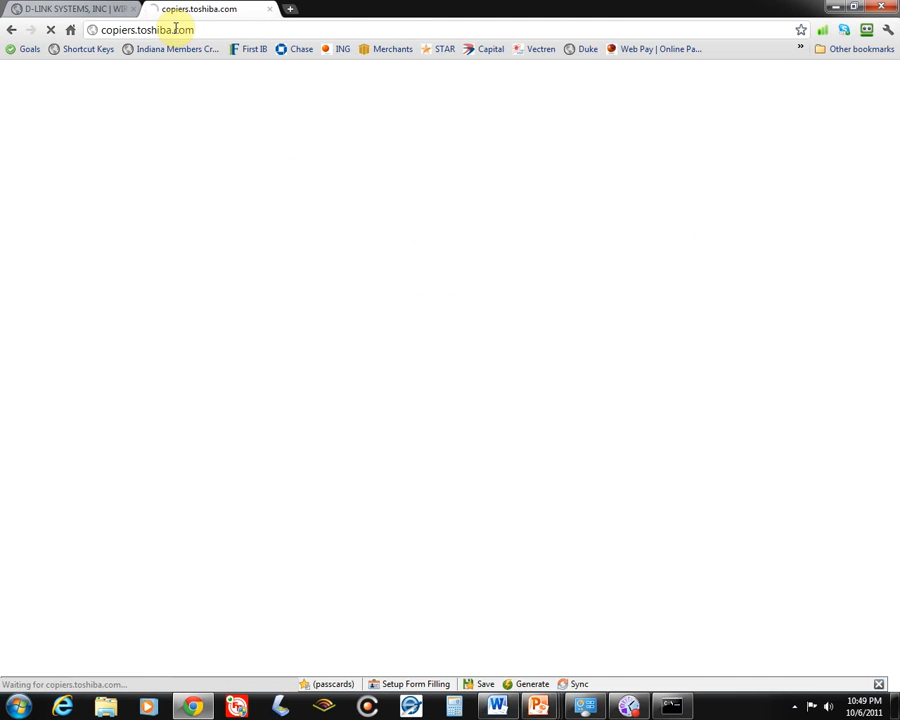 D-LINK SYSTEMS, INC | WIR
copiers.toshiba.com
copiers.toshiba.com
Goals Shortcut Keys Indiana Members Cr... First IB Chase ING Merchants STAR Capital Vectren Duke Web Pay | Online Pa... » Other bookmarks
Waiting for copiers.toshiba.com... (passcards) Setup Form Filling Save Generate Sync
10:49 PM
10/6/2011